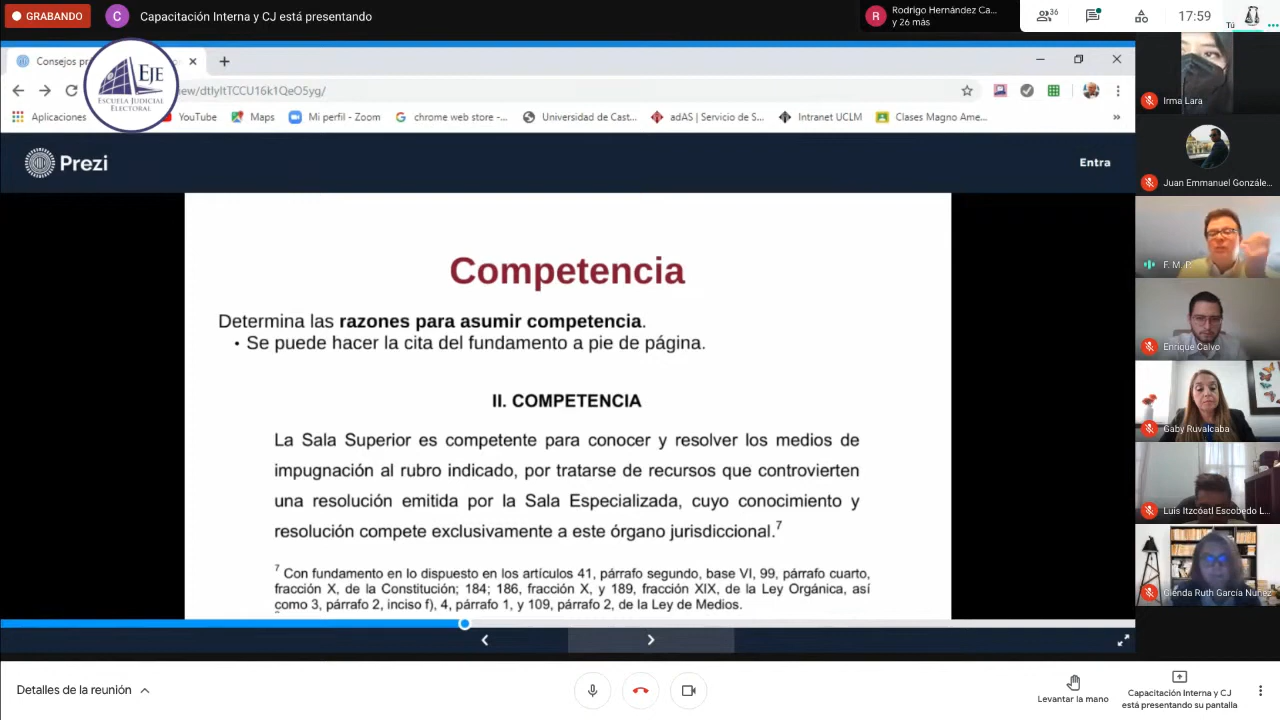 GRABANDO
C
Capacitación Interna y CJ está presentando
R
Rodrigo Hernández Ca...
y 26 más
36
17:59
Tú
Consejos pr
EJE
ESCUELA JUDICIAL
ELECTORAL
ew/dtIyItTCCU16k1QeO5yg/
Aplicaciones
YouTube
Maps
Mi perfil - Zoom
chrome web store -...
Universidad de Cast...
adAS | Servicio de S...
Intranet UCLM
Clases Magno Ame...
»
Prezi
Entra
Competencia
Determina las razones para asumir competencia.
• Se puede hacer la cita del fundamento a pie de página.
II. COMPETENCIA
La Sala Superior es competente para conocer y resolver los medios de
impugnación al rubro indicado, por tratarse de recursos que controvierten
una resolución emitida por la Sala Especializada, cuyo conocimiento y
resolución compete exclusivamente a este órgano jurisdiccional.7
7 Con fundamento en lo dispuesto en los artículos 41, párrafo segundo, base VI, 99, párrafo cuarto,
fracción X, de la Constitución; 184; 186, fracción X, y 189, fracción XIX, de la Ley Orgánica, así
como 3, párrafo 2, inciso f), 4, párrafo 1, y 109, párrafo 2, de la Ley de Medios.
Irma Lara
Juan Emmanuel Gonzále...
F. M. P.
Enrique Calvo
Gaby Ruvalcaba
Luis Itzcóatl Escobedo L...
Glenda Ruth García Nuñez
Detalles de la reunión
Levantar la mano
Capacitación Interna y CJ
está presentando su pantalla